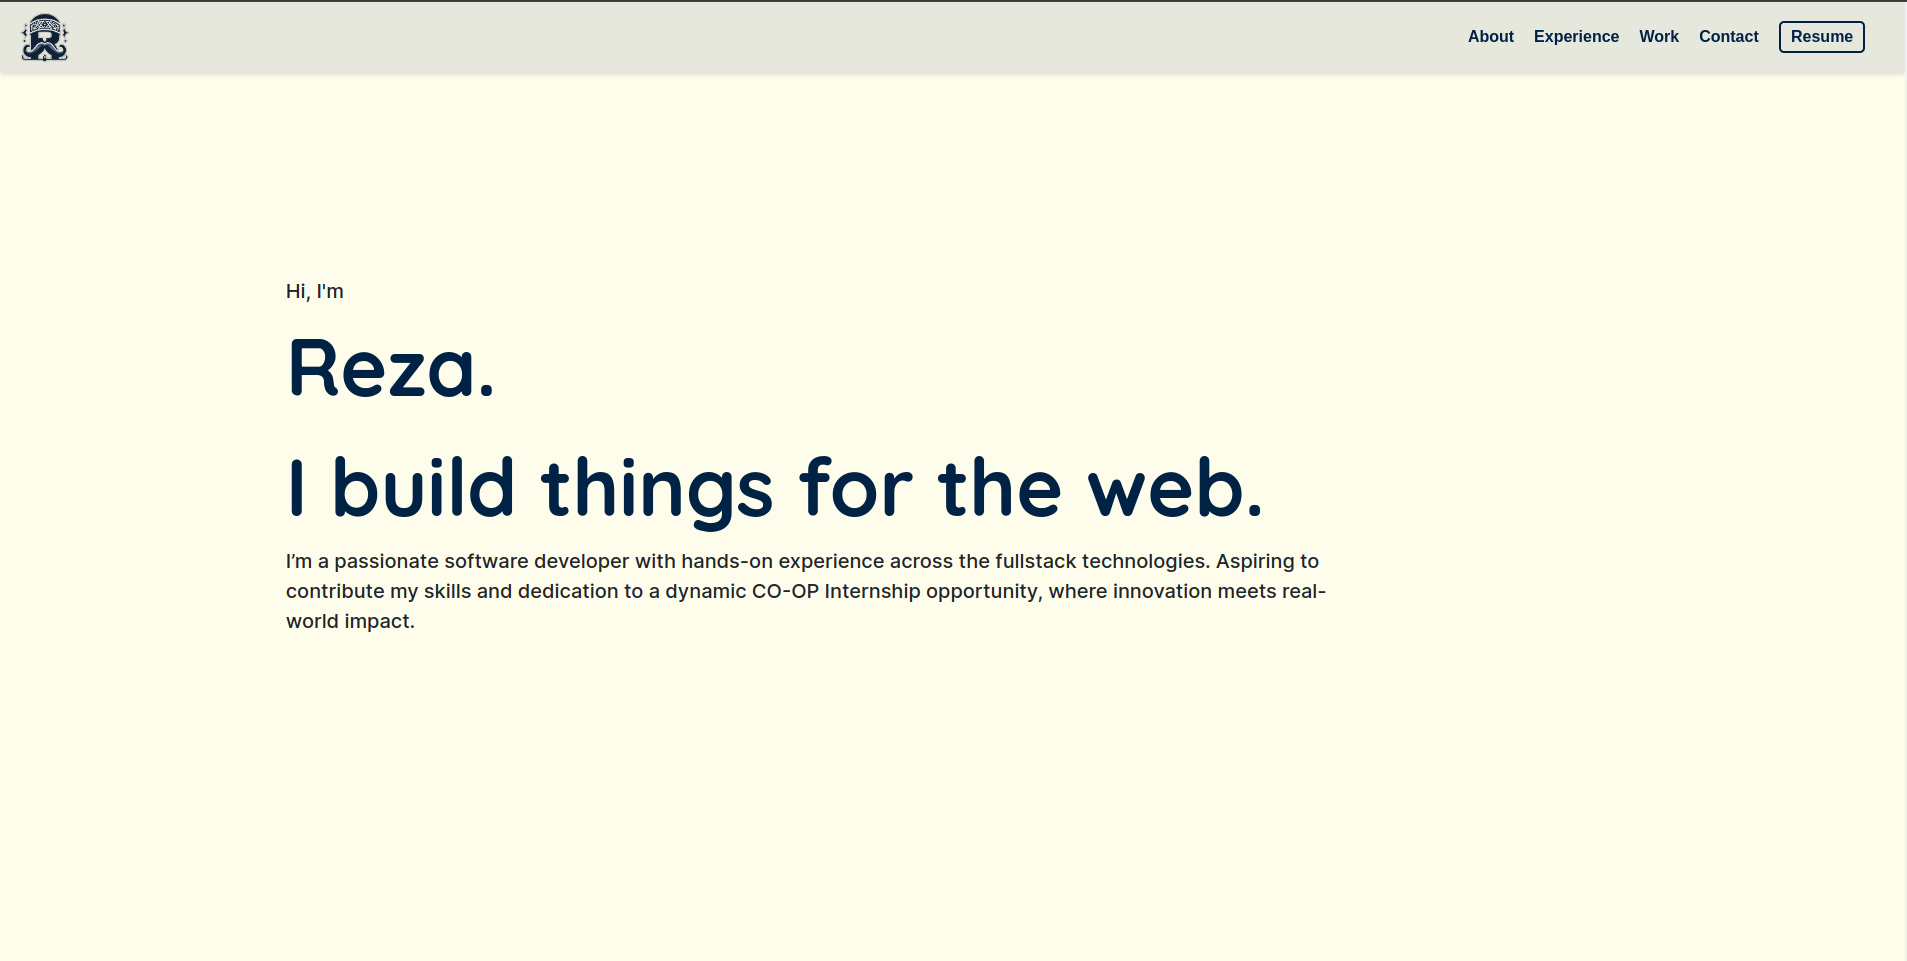 About Experience Work Contact Resume
Hi, I'm
Reza.
I build things for the web.
I’m a passionate software developer with hands-on experience across the fullstack technologies. Aspiring to
contribute my skills and dedication to a dynamic CO-OP Internship opportunity, where innovation meets real-
world impact.